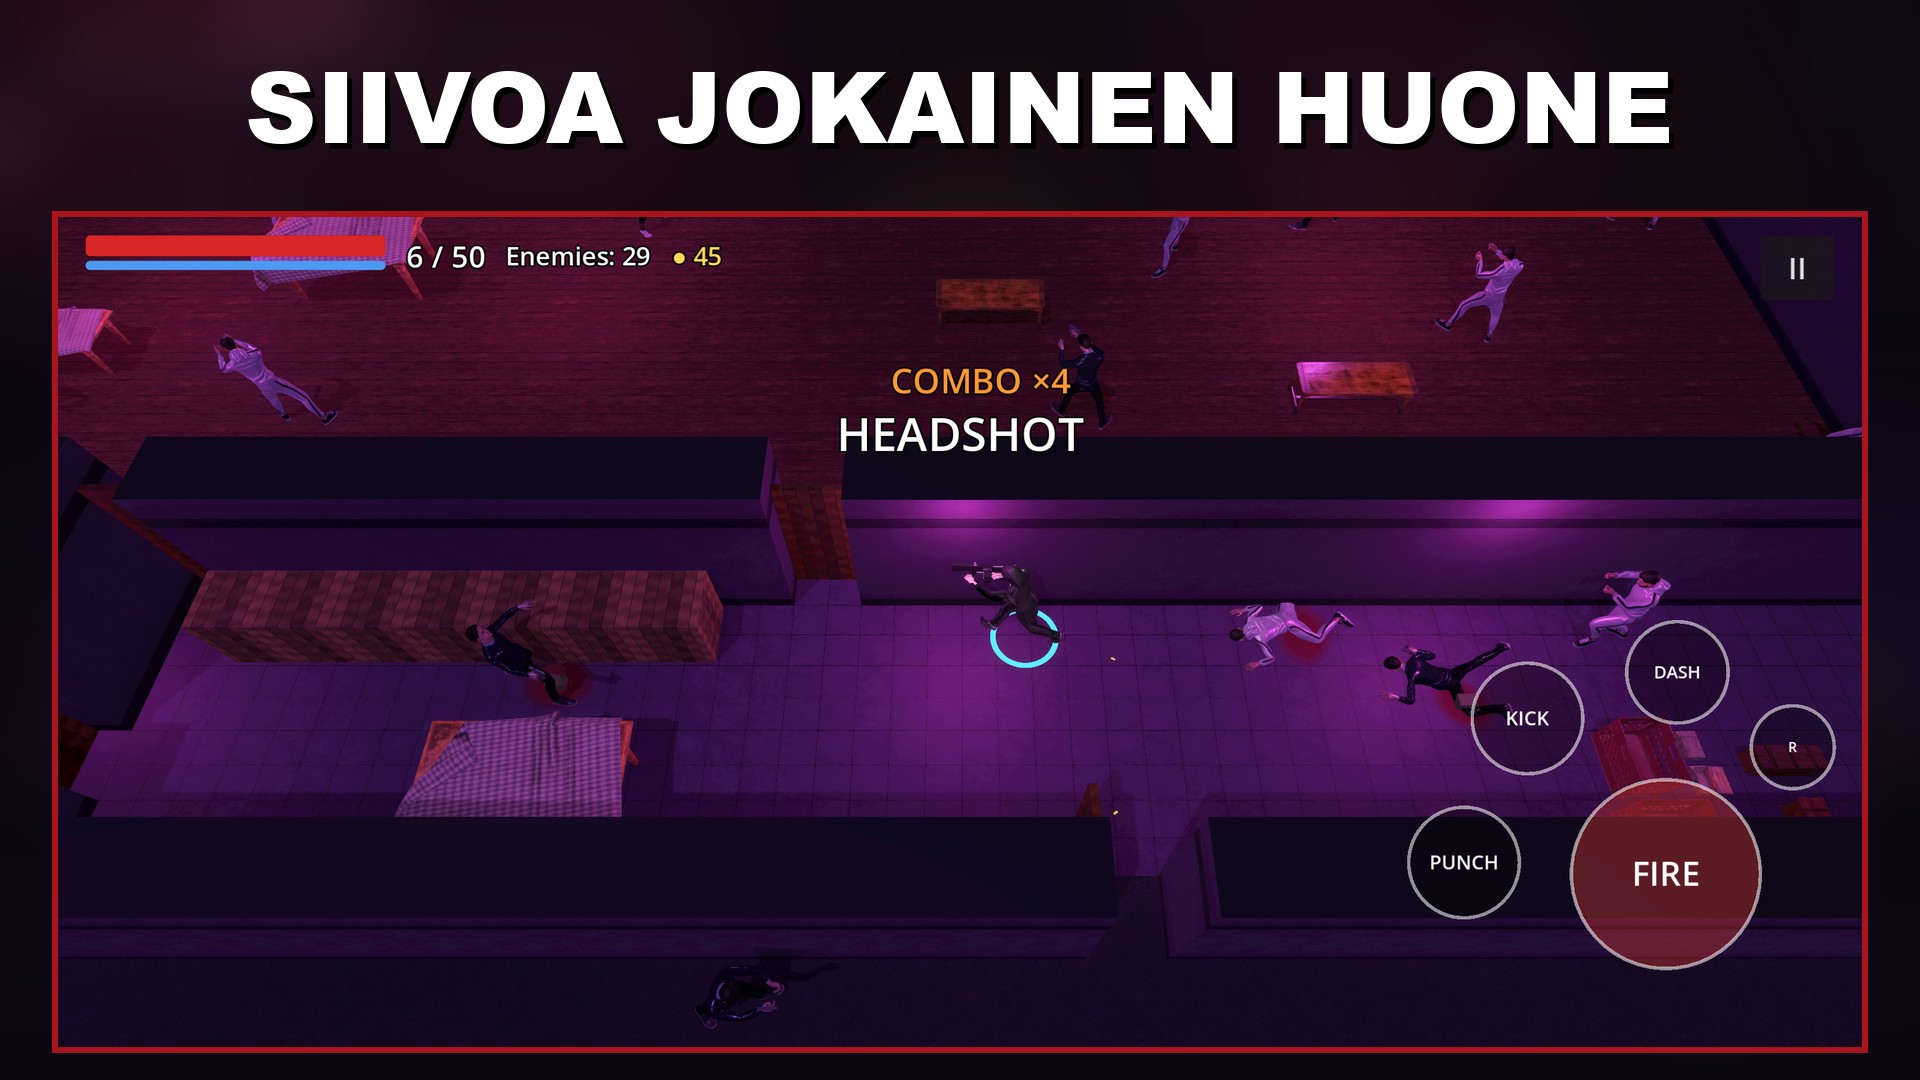 SIIVOA JOKAINEN HUONE
6 / 50 Enemies: 29 45
COMBO ×4
HEADSHOT
DASH
KICK
R
PUNCH
FIRE